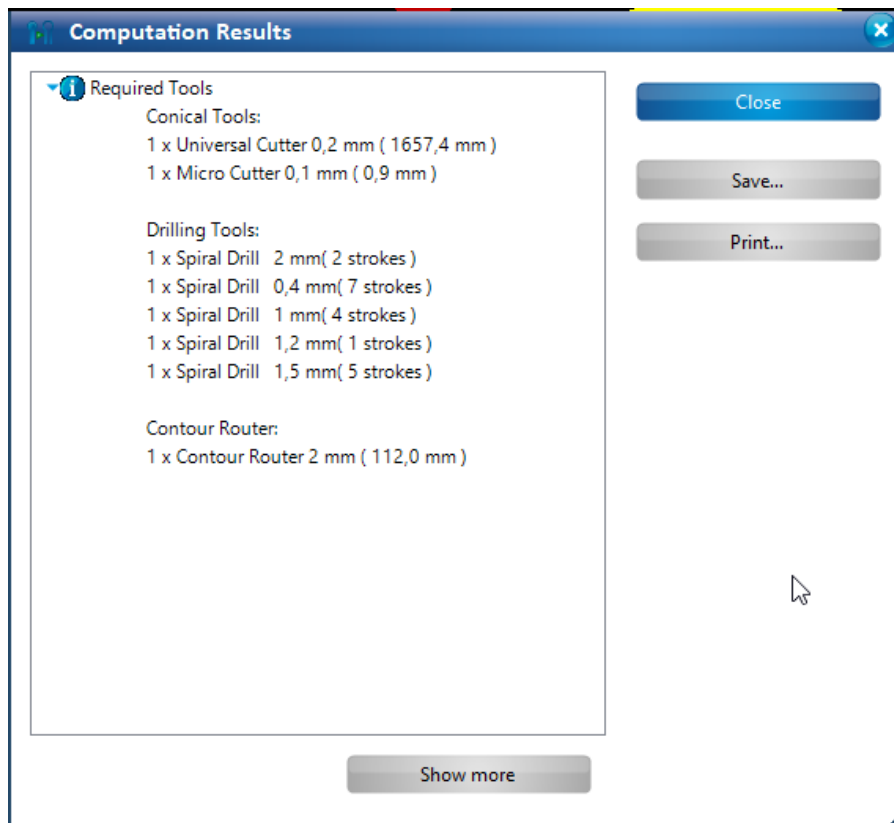 Computation Results
Required Tools
Conical Tools:
1 x Universal Cutter 0,2 mm ( 1657,4 mm )
1 x Micro Cutter 0,1 mm ( 0,9 mm )
Drilling Tools:
1 x Spiral Drill 2 mm( 2 strokes )
1 x Spiral Drill 0,4 mm( 7 strokes )
1 x Spiral Drill 1 mm( 4 strokes )
1 x Spiral Drill 1,2 mm( 1 strokes )
1 x Spiral Drill 1,5 mm( 5 strokes )
Contour Router:
1 x Contour Router 2 mm ( 112,0 mm )
Close
Save...
Print...
Show more